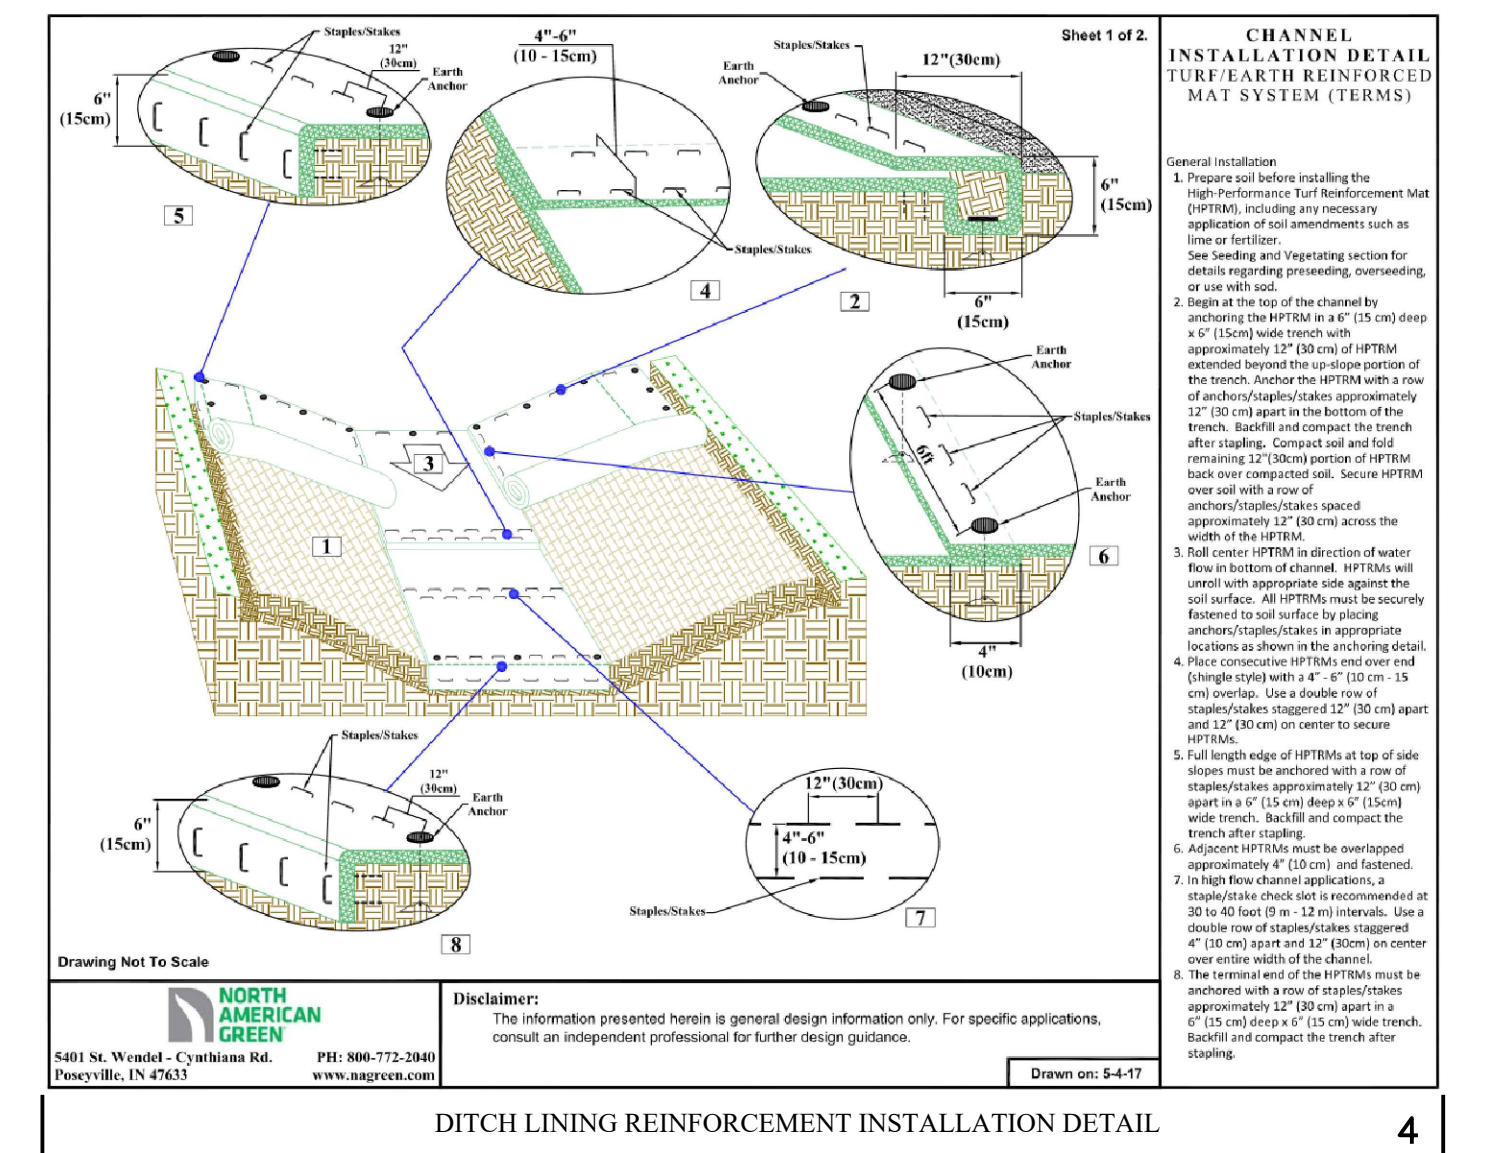 Staples/Stakes
12"
(30cm)
Earth
Anchor
6"
(15cm)
5
4"-6"
(10 - 15cm)
Staples/Stakes
4
Sheet 1 of 2.
Staples/Stakes
12"(30cm)
Earth
Anchor
6"
(15cm)
6"
(15cm)
2
Earth
Anchor
Staples/Stakes
6ft
Earth
Anchor
6
4"
(10cm)
3
1
Staples/Stakes
12"
(30cm)
Earth
Anchor
6"
(15cm)
8
12"(30cm)
4"-6"
(10 - 15cm)
Staples/Stakes
7
Drawing Not To Scale
CHANNEL
INSTALLATION DETAIL
TURF/EARTH REINFORCED
MAT SYSTEM (TERMS)
General Installation
1. Prepare soil before installing the
High-Performance Turf Reinforcement Mat
(HPTRM), including any necessary
application of soil amendments such as
lime or fertilizer.
See Seeding and Vegetating section for
details regarding preseeding, overseeding,
or use with sod.
2. Begin at the top of the channel by
anchoring the HPTRM in a 6" (15 cm) deep
x 6" (15cm) wide trench with
approximately 12" (30 cm) of HPTRM
extended beyond the up-slope portion of
the trench. Anchor the HPTRM with a row
of anchors/staples/stakes approximately
12" (30 cm) apart in the bottom of the
trench. Backfill and compact the trench
after stapling. Compact soil and fold
remaining 12"(30cm) portion of HPTRM
back over compacted soil. Secure HPTRM
over soil with a row of
anchors/staples/stakes spaced
approximately 12" (30 cm) across the
width of the HPTRM.
3. Roll center HPTRM in direction of water
flow in bottom of channel. HPTRMs will
unroll with appropriate side against the
soil surface. All HPTRMs must be securely
fastened to soil surface by placing
anchors/staples/stakes in appropriate
locations as shown in the anchoring detail.
4. Place consecutive HPTRMs end over end
(shingle style) with a 4" - 6" (10 cm - 15
cm) overlap. Use a double row of
staples/stakes staggered 12" (30 cm) apart
and 12" (30 cm) on center to secure
HPTRMs.
5. Full length edge of HPTRMs at top of side
slopes must be anchored with a row of
staples/stakes approximately 12" (30 cm)
apart in a 6" (15 cm) deep x 6" (15cm)
wide trench. Backfill and compact the
trench after stapling.
6. Adjacent HPTRMs must be overlapped
approximately 4" (10 cm) and fastened.
7. In high flow channel applications, a
staple/stake check slot is recommended at
30 to 40 foot (9 m - 12 m) intervals. Use a
double row of staples/stakes staggered
4" (10 cm) apart and 12" (30cm) on center
over entire width of the channel.
8. The terminal end of the HPTRMs must be
anchored with a row of staples/stakes
approximately 12" (30 cm) apart in a
6" (15 cm) deep x 6" (15 cm) wide trench.
Backfill and compact the trench after
stapling.
NORTH
AMERICAN
GREEN
5401 St. Wendel - Cynthiana Rd. PH: 800-772-2040
Poseyville, IN 47633 www.nagreen.com
Disclaimer:
The information presented herein is general design information only. For specific applications,
consult an independent professional for further design guidance.
Drawn on: 5-4-17
DITCH LINING REINFORCEMENT INSTALLATION DETAIL
4